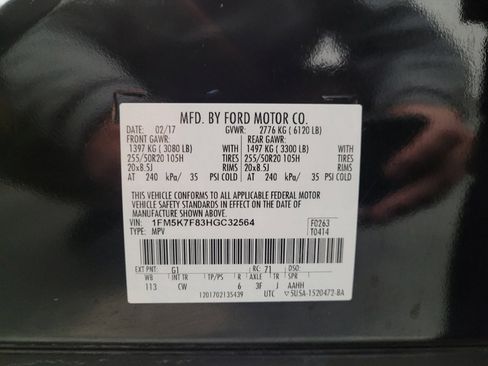 MFD. BY FORD MOTOR CO.
DATE: 02/17 GVWR: 2776 KG ( 6120 LB)
FRONT GAWR: REAR GAWR:
1397 KG ( 3080 LB) WITH 1497 KG ( 3300 LB) WITH
255/50R20 105H TIRES 255/50R20 105H TIRES
20x8.5J RIMS 20x8.5J RIMS
AT 240 kPa/ 35 PSI COLD AT 240 kPa/ 35 PSI COLD
THIS VEHICLE CONFORMS TO ALL APPLICABLE FEDERAL MOTOR
VEHICLE SAFETY STANDARDS IN EFFECT ON THE DATE OF
MANUFACTURE SHOWN ABOVE.
VIN: 1FM5K7F83HGC32564 F0263
TYPE: MPV T0414
EXT PNT: G1 RC: 71 DSO:
WB INT TR TP/PS R AXLE TR SPR
113 CW 6 3F J AAHH
1201702135439 UTC ▽5U5A-1520472-BA